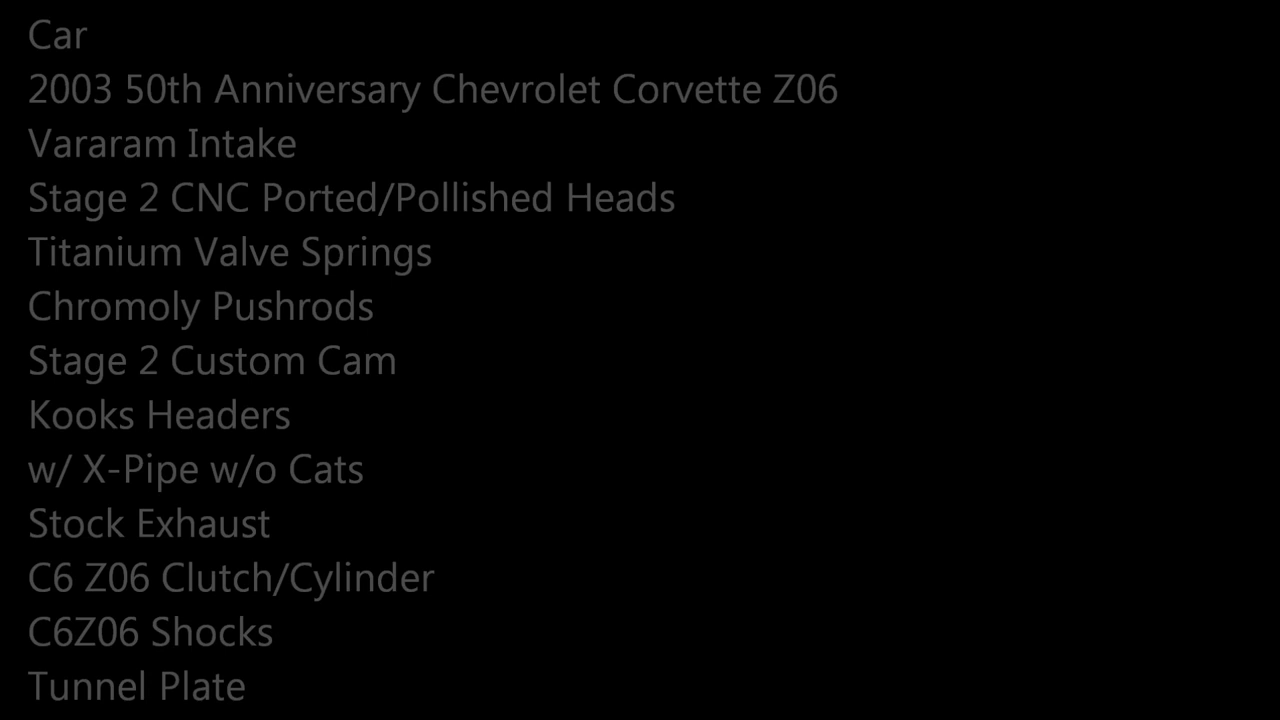 Car
2003 50th Anniversary Chevrolet Corvette Z06
Vararam Intake
Stage 2 CNC Ported/Pollished Heads
Titanium Valve Springs
Chromoly Pushrods
Stage 2 Custom Cam
Kooks Headers
w/ X-Pipe w/o Cats
Stock Exhaust
C6 Z06 Clutch/Cylinder
C6Z06 Shocks
Tunnel Plate